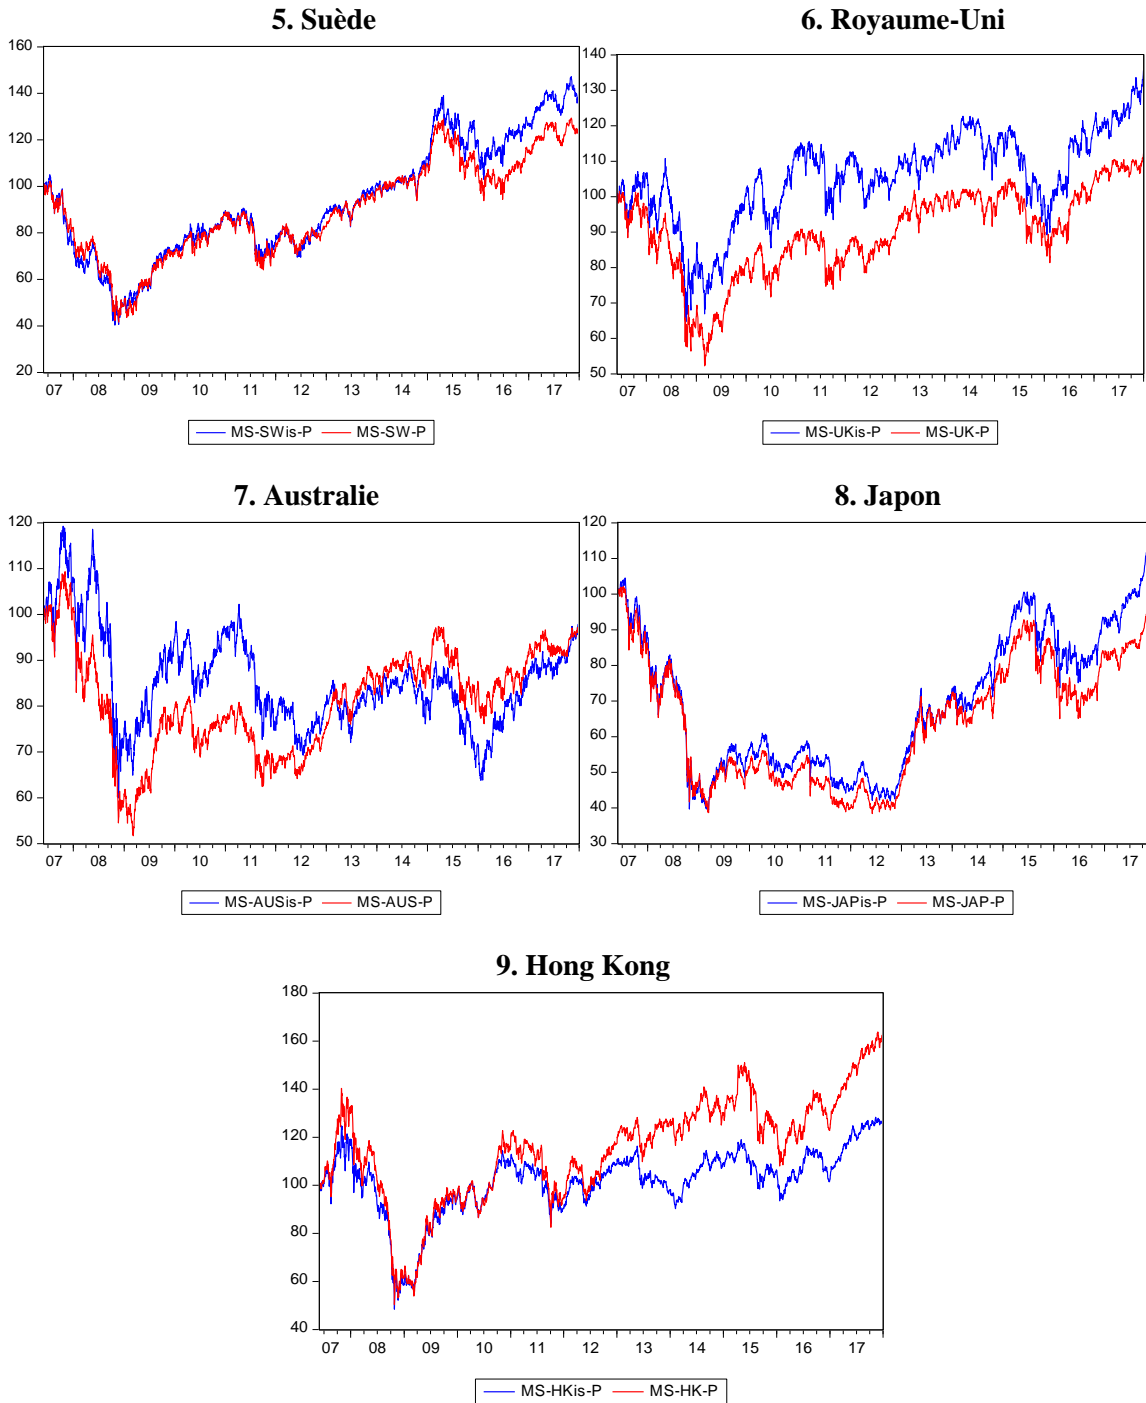 5. Suède
160
140
120
100
80
60
40
20
07 08 09 10 11 12 13 14 15 16 17
MS-SWis-P MS-SW-P
6. Royaume-Uni
140
130
120
110
100
90
80
70
60
50
07 08 09 10 11 12 13 14 15 16 17
MS-UKis-P MS-UK-P
7. Australie
120
110
100
90
80
70
60
50
07 08 09 10 11 12 13 14 15 16 17
MS-AUSis-P MS-AUS-P
8. Japon
120
110
100
90
80
70
60
50
40
30
07 08 09 10 11 12 13 14 15 16 17
MS-JAPis-P MS-JAP-P
9. Hong Kong
180
160
140
120
100
80
60
40
07 08 09 10 11 12 13 14 15 16 17
MS-HKis-P MS-HK-P